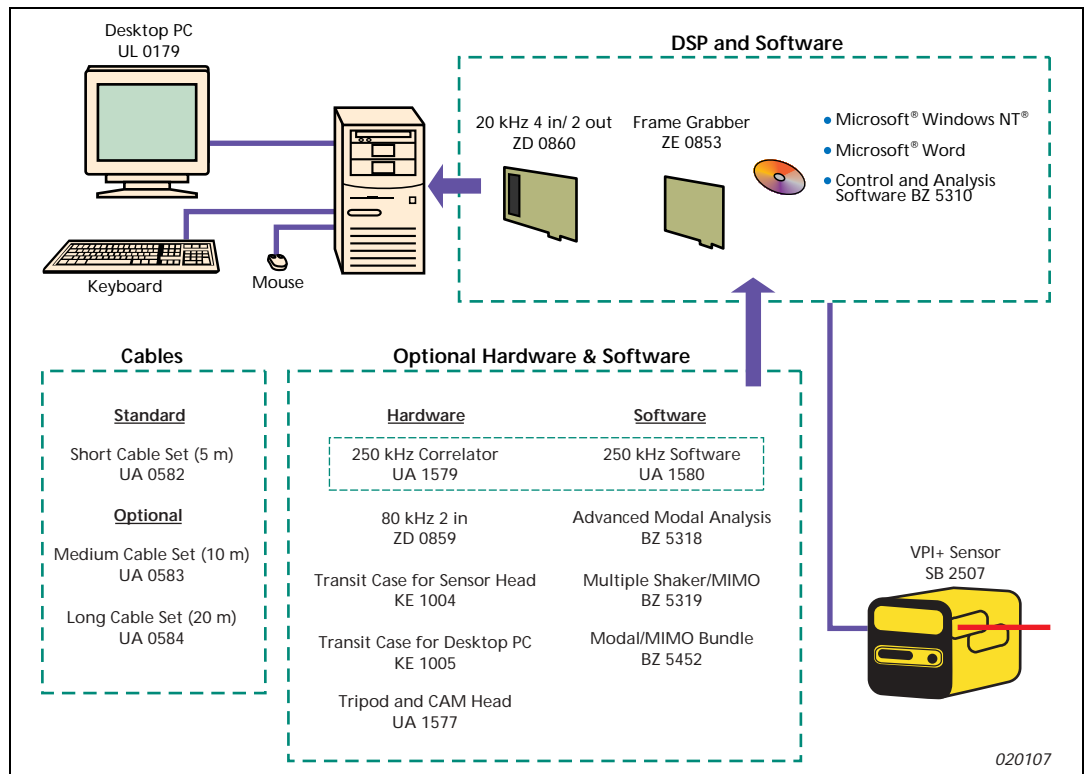 Desktop PC
UL 0179
DSP and Software
20 kHz 4 in/ 2 out
ZD 0860
Frame Grabber
ZE 0853
• Microsoft® Windows NT®
• Microsoft® Word
• Control and Analysis
Software BZ 5310
Keyboard
Mouse
Cables
Standard
Short Cable Set (5 m)
UA 0582
Optional
Medium Cable Set (10 m)
UA 0583
Long Cable Set (20 m)
UA 0584
Optional Hardware & Software
Hardware
250 kHz Correlator
UA 1579
80 kHz 2 in
ZD 0859
Transit Case for Sensor Head
KE 1004
Transit Case for Desktop PC
KE 1005
Tripod and CAM Head
UA 1577
Software
250 kHz Software
UA 1580
Advanced Modal Analysis
BZ 5318
Multiple Shaker/MIMO
BZ 5319
Modal/MIMO Bundle
BZ 5452
VPI+ Sensor
SB 2507
020107